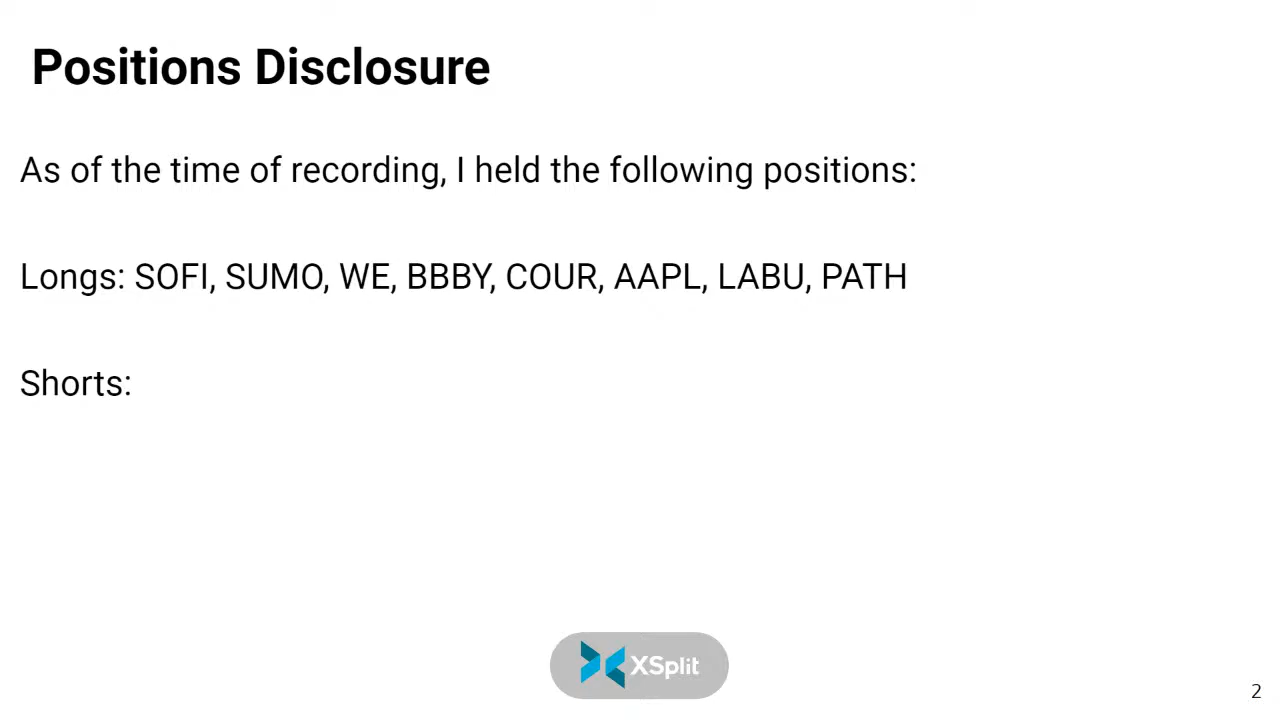 Positions Disclosure
As of the time of recording, I held the following positions:
Longs: SOFI, SUMO, WE, BBBY, COUR, AAPL, LABU, PATH
Shorts:
XSplit
2